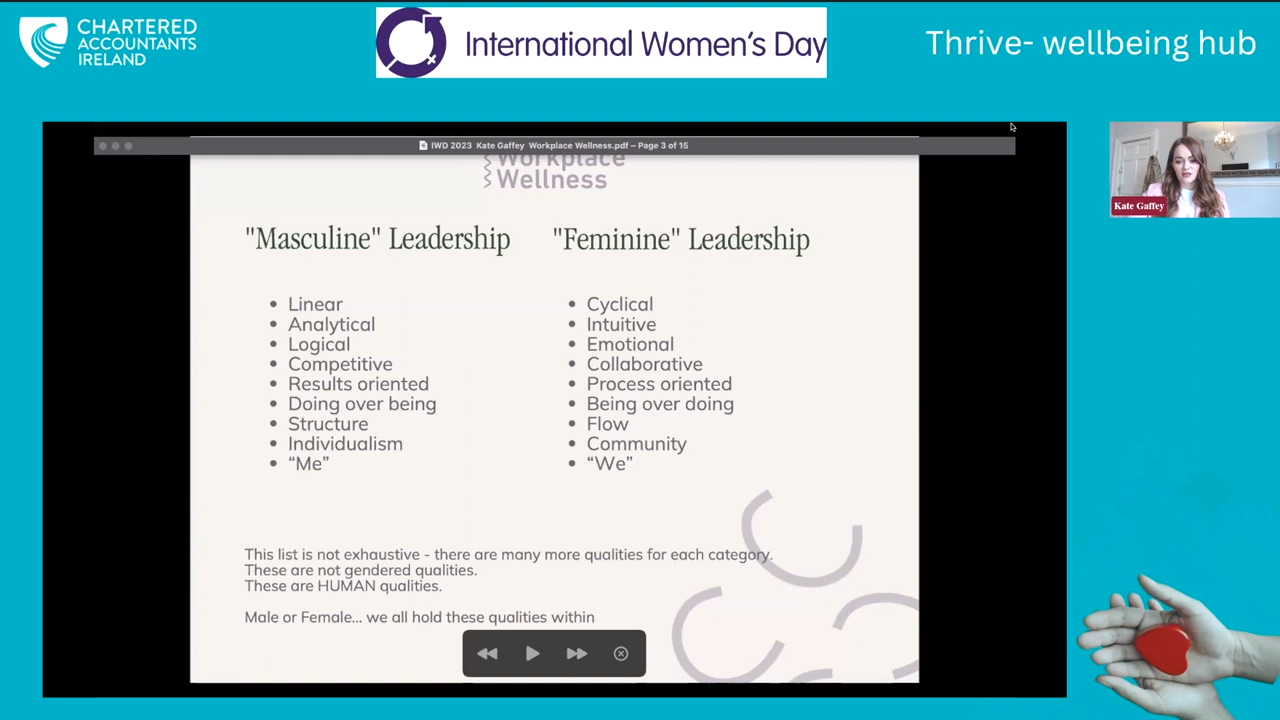 CHARTERED
ACCOUNTANTS
IRELAND
International Women's Day
Thrive- wellbeing hub
IWD 2023 Kate Gaffey Workplace Wellness.pdf – Page 3 of 15
Workplace
Wellness
Kate Gaffey
"Masculine" Leadership
• Linear
• Analytical
• Logical
• Competitive
• Results oriented
• Doing over being
• Structure
• Individualism
• “Me”
"Feminine" Leadership
• Cyclical
• Intuitive
• Emotional
• Collaborative
• Process oriented
• Being over doing
• Flow
• Community
• “We”
This list is not exhaustive - there are many more qualities for each category.
These are not gendered qualities.
These are HUMAN qualities.
Male or Female... we all hold these qualities within